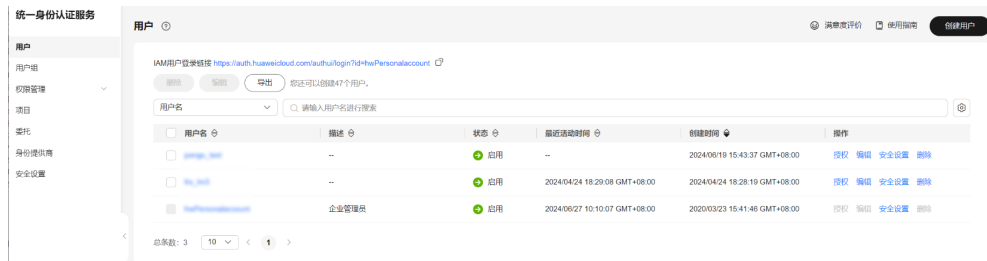 统一身份认证服务
用户
满意度评价 使用指南 创建用户
用户
用户组
权限管理
项目
委托
身份提供商
安全设置
IAM用户登录链接 https://auth.huaweicloud.com/authui/login?id=hwPersonalaccount
删除 编辑 导出 您还可以创建47个用户。
用户名 请输入用户名进行搜索
用户名 描述 状态 最近活动时间 创建时间 操作
-- 启用 -- 2024/06/19 15:43:37 GMT+08:00 授权 编辑 安全设置 删除
-- 启用 2024/04/24 18:29:08 GMT+08:00 2024/04/24 18:28:19 GMT+08:00 授权 编辑 安全设置 删除
企业管理员 启用 2024/06/27 10:10:07 GMT+08:00 2020/03/23 15:41:46 GMT+08:00 授权 编辑 安全设置 删除
总条数: 3 10 1